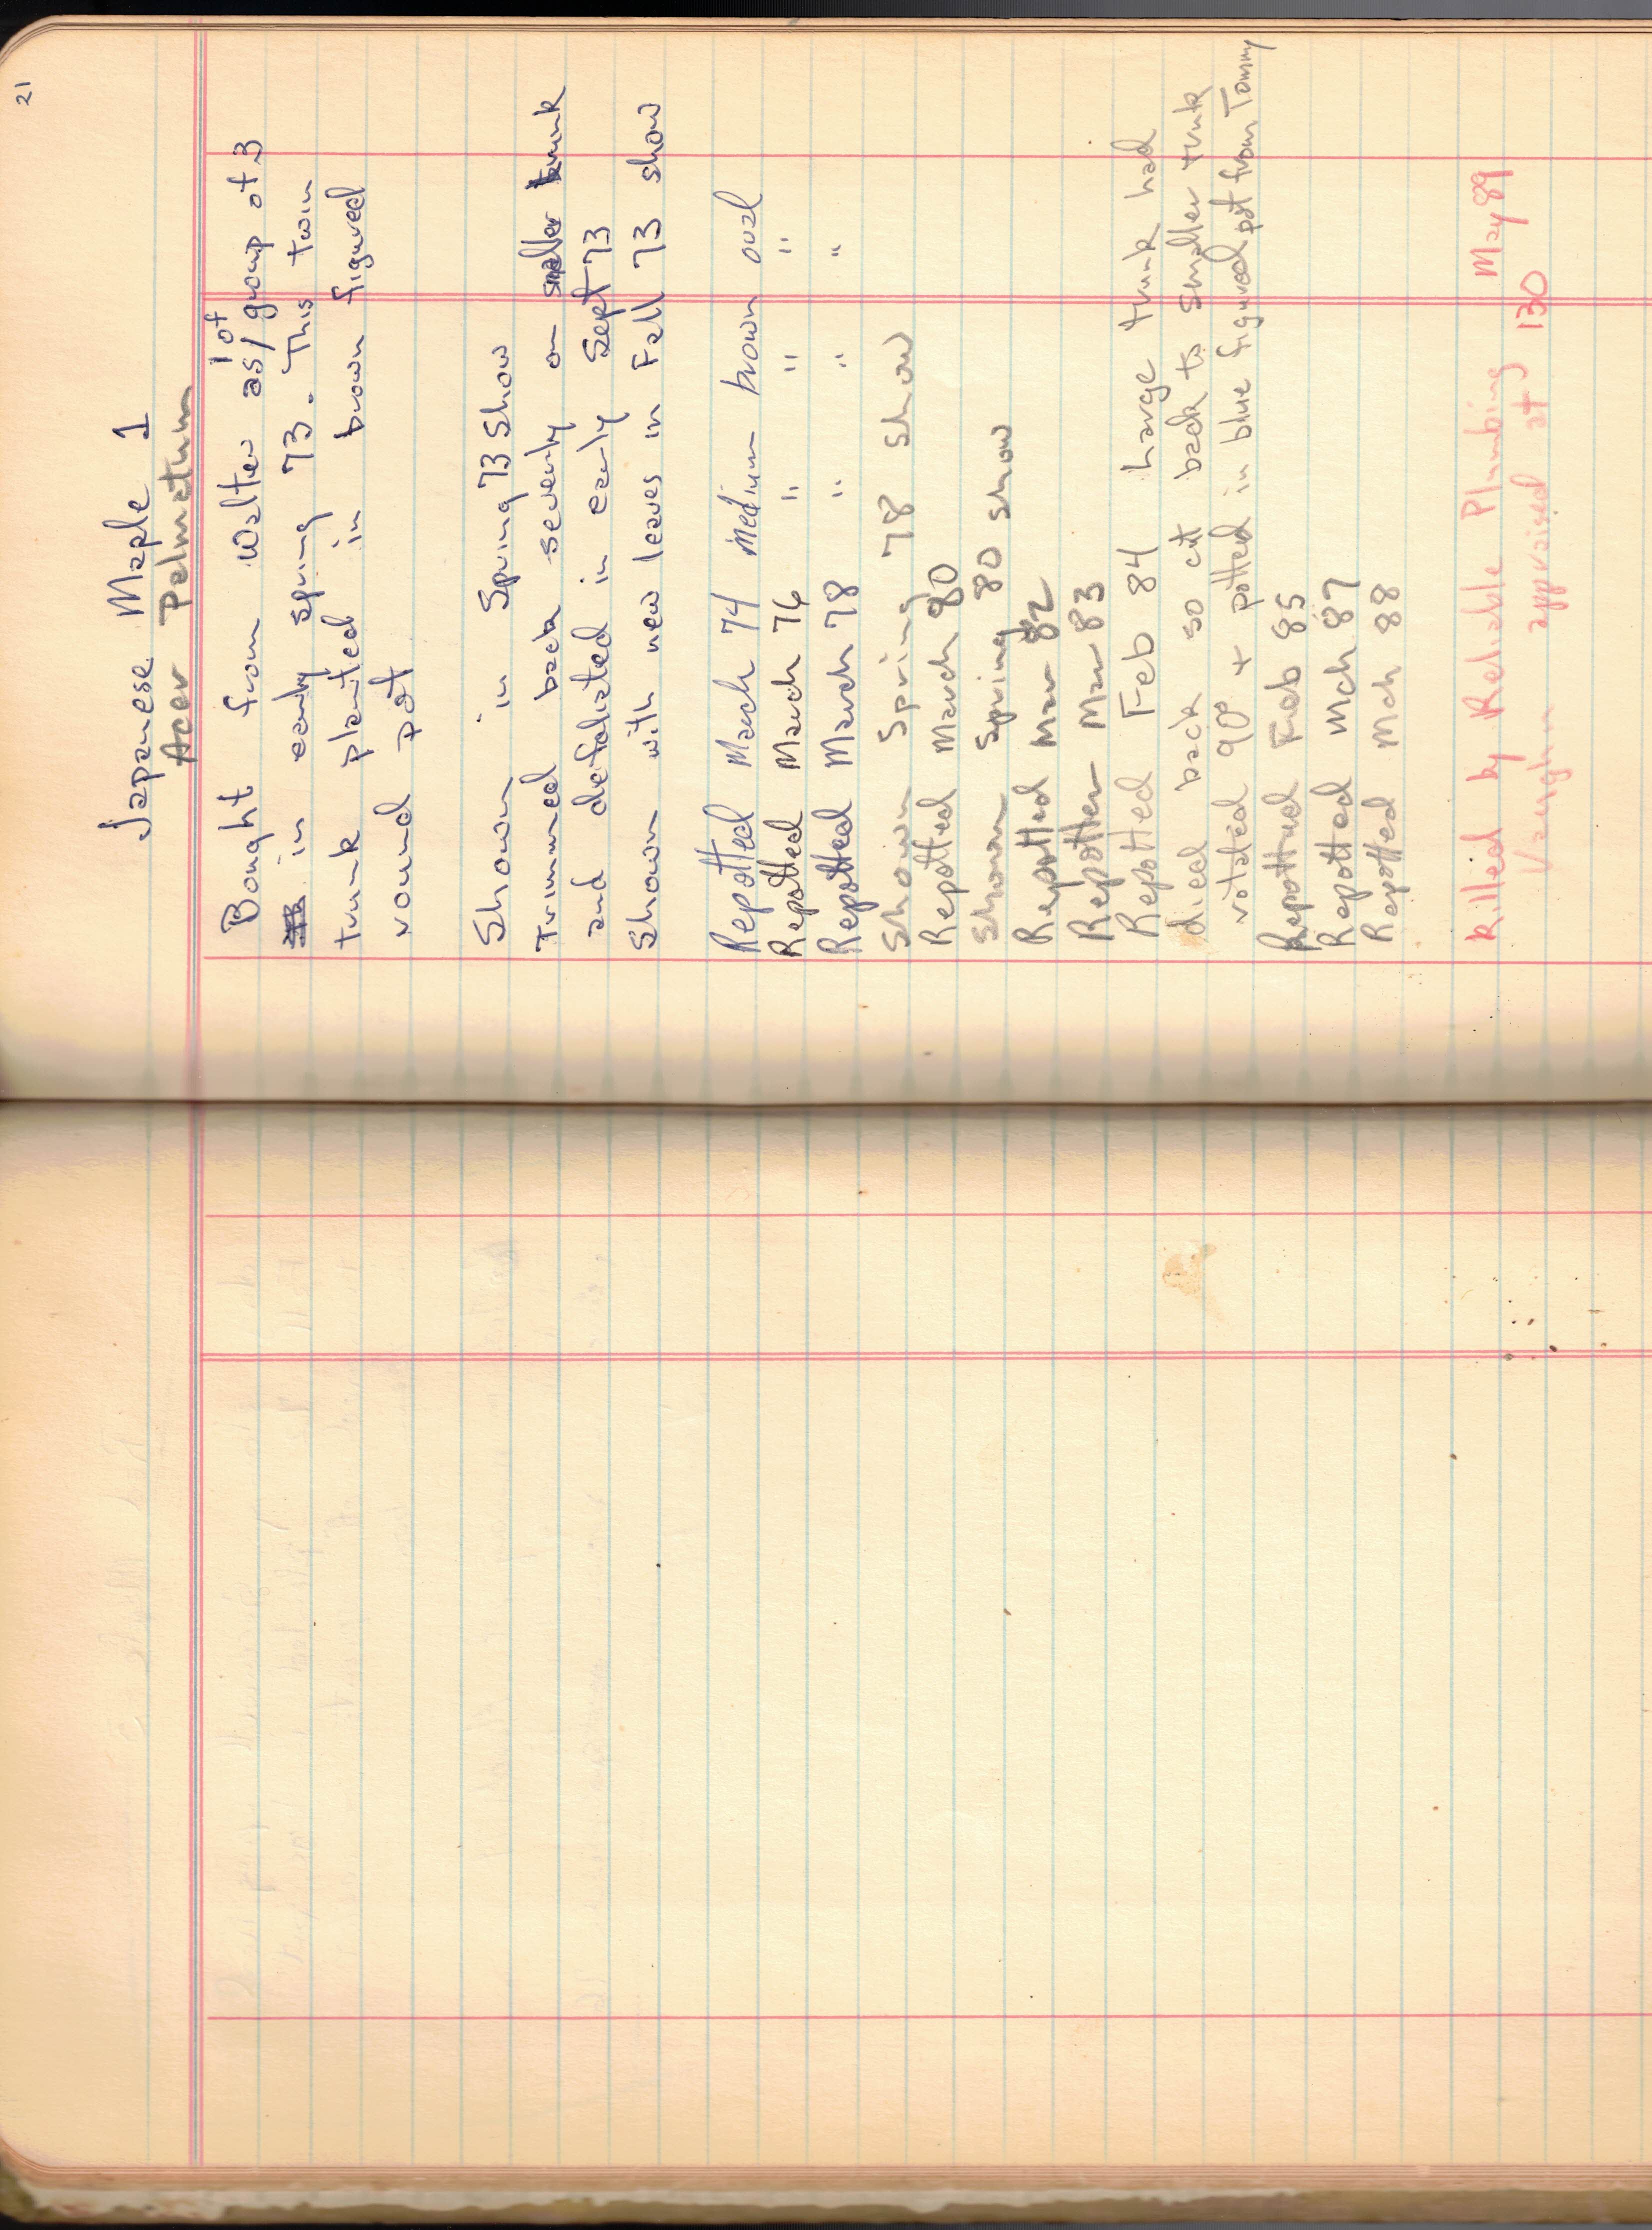 21
Japanese Maple 1
Acer Palmatum
Bought from Walter as 1 of group of 3
in early spring 73. This twin
trunk planted in brown figured
round pot
Shown in Spring 73 Show
Trimmed back severly on smaller trunk
and defoliated in early Sept 73
Shown with new leaves in Fall 73 show
Repotted March 74 medium brown oval
Repotted March 76 " " "
Repotted March 78 " " "
Shown Spring 78 Show
Repotted March 80
Shown Spring 80 show
Repotted Mar 82
Repotten Mar 83
Repotted Feb 84 Large trunk had
died back so cut back to smaller trunk
rotated 90° + potted in blue figured pot from Tommy
Repotted Feb 85
Repotted Mch 87
Repotted Mch 88
Killed by Reliable Plumbing May 89
Vaughn appraised at 130